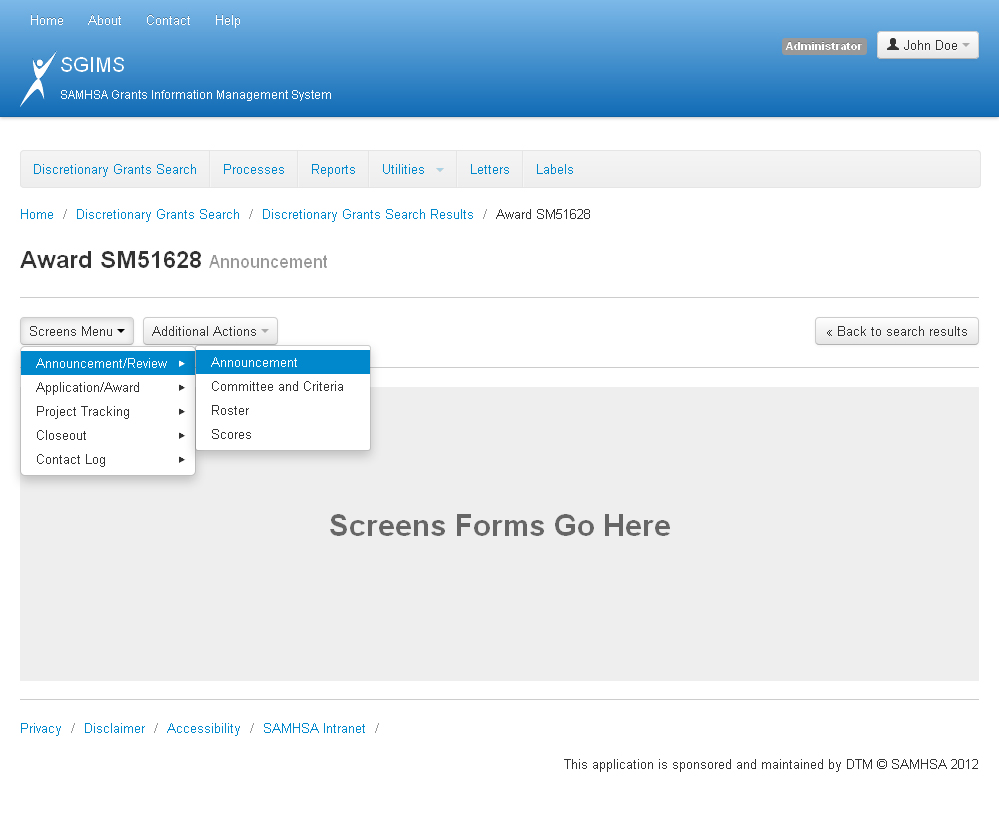 Home About Contact Help
Administrator John Doe
SGIMS
SAMHSA Grants Information Management System
Discretionary Grants Search Processes Reports Utilities Letters Labels
Home / Discretionary Grants Search / Discretionary Grants Search Results / Award SM51628
Award SM51628 Announcement
Screens Menu Additional Actions « Back to search results
Announcement/Review Announcement
Application/Award Committee and Criteria
Project Tracking Roster
Closeout Scores
Contact Log
Screens Forms Go Here
Privacy / Disclaimer / Accessibility / SAMHSA Intranet /
This application is sponsored and maintained by DTM © SAMHSA 2012